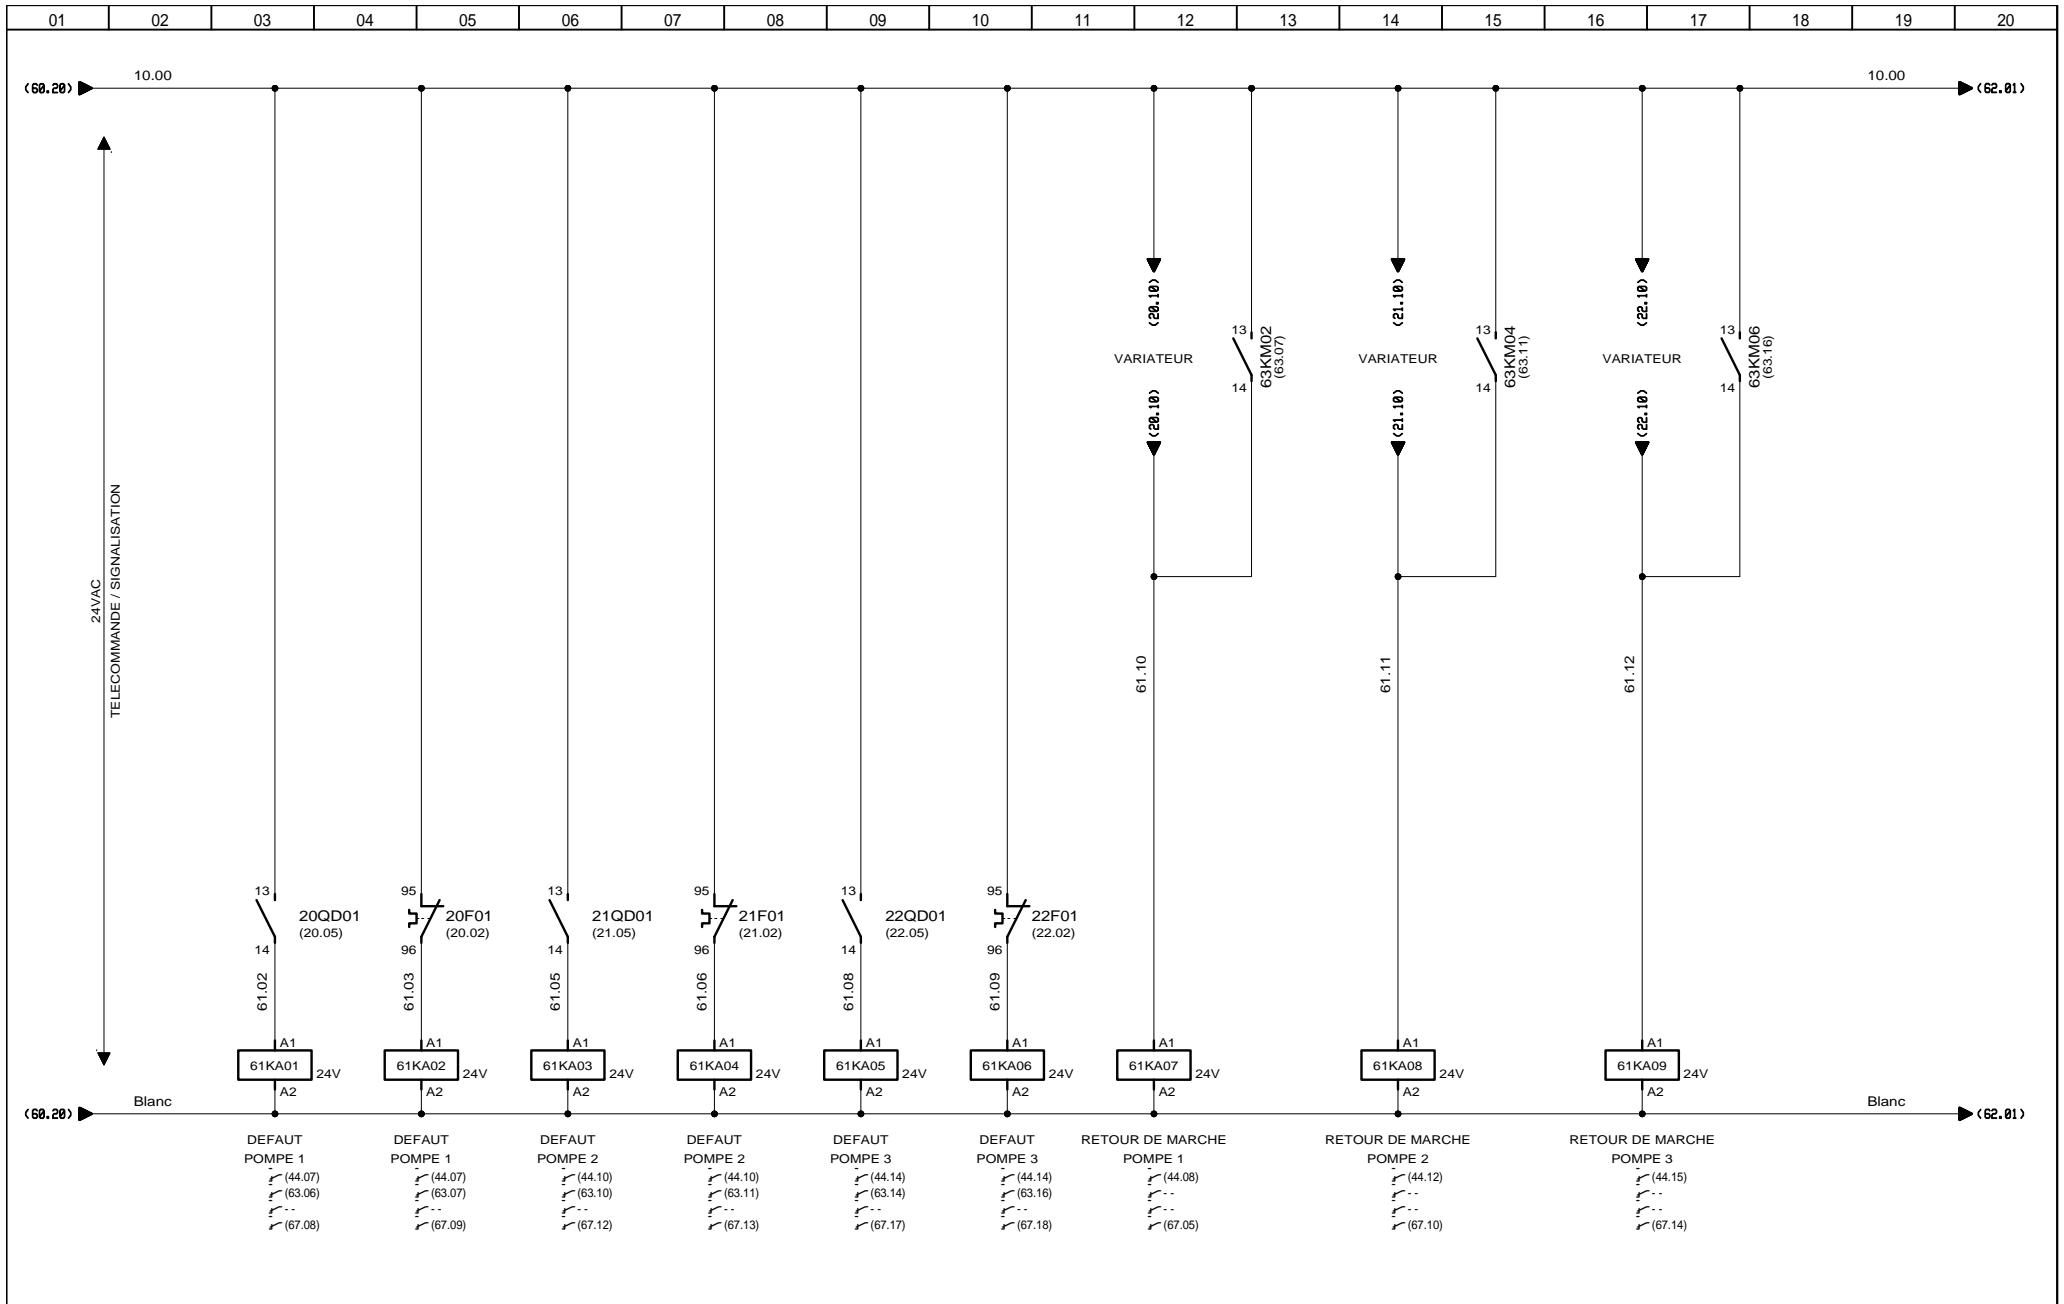 01 02 03 04 05 06 07 08 09 10 11 12 13 14 15 16 17 18 19 20
10.00 10.00
(60.20) (62.01)
24VAC
TELECOMMANDE / SIGNALISATION
(20.10) (21.10) (22.10)
13 13 13
VARIATEUR 63KM02 (63.07) VARIATEUR 63KM04 (63.11) VARIATEUR 63KM06 (63.16)
14 14 14
(20.10) (21.10) (22.10)
61.10 61.11 61.12
13 95 13 95 13 95
20QD01 20F01 21QD01 21F01 22QD01 22F01
(20.05) (20.02) (21.05) (21.02) (22.05) (22.02)
14 96 14 96 14 96
61.02 61.03 61.05 61.06 61.08 61.09
A1 A1 A1 A1 A1 A1 A1 A1 A1
61KA01 24V 61KA02 24V 61KA03 24V 61KA04 24V 61KA05 24V 61KA06 24V 61KA07 24V 61KA08 24V 61KA09 24V
A2 A2 A2 A2 A2 A2 A2 A2 A2
Blanc Blanc
(60.20) (62.01)
DEFAUT DEFAUT DEFAUT DEFAUT DEFAUT DEFAUT RETOUR DE MARCHE RETOUR DE MARCHE RETOUR DE MARCHE
POMPE 1 POMPE 1 POMPE 2 POMPE 2 POMPE 3 POMPE 3 POMPE 1 POMPE 2 POMPE 3
(44.07) (44.07) (44.10) (44.10) (44.14) (44.14) (44.08) (44.12) (44.15)
(63.06) (63.07) (63.10) (63.11) (63.14) (63.16) -- -- --
-- -- -- -- -- -- -- -- --
(67.08) (67.09) (67.12) (67.13) (67.17) (67.18) (67.05) (67.10) (67.14)